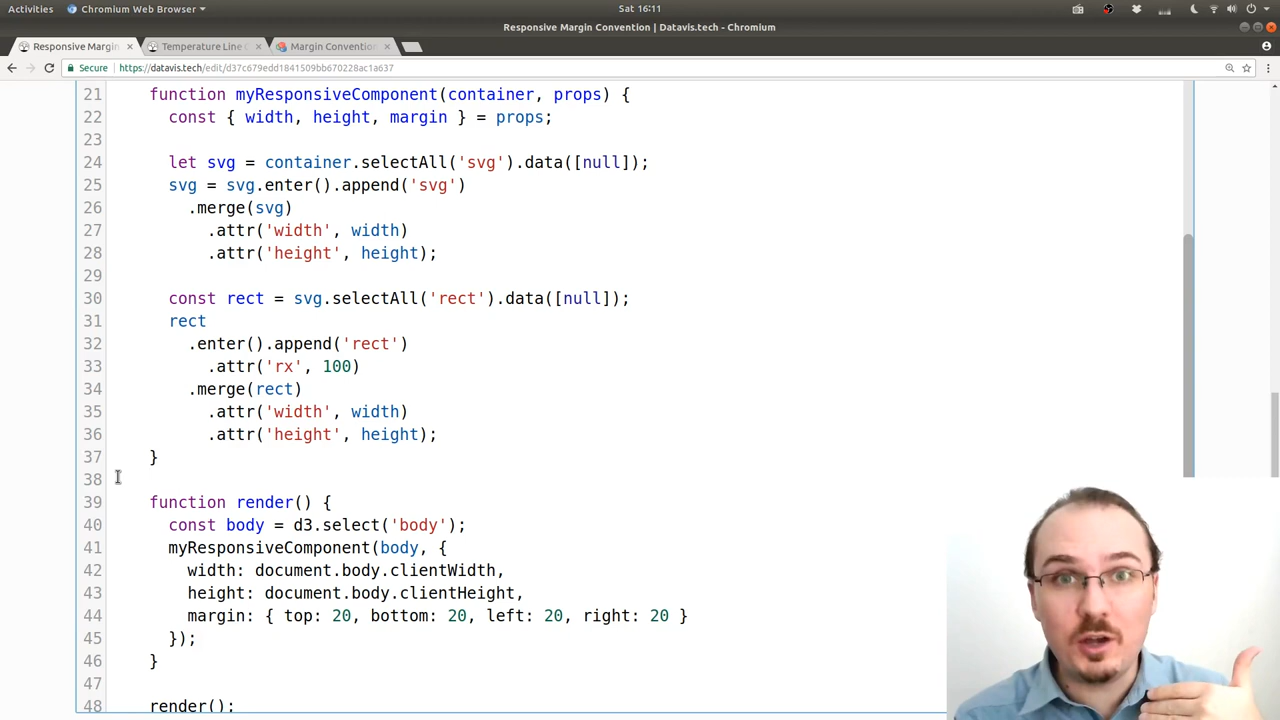 Activities
Chromium Web Browser
Sat 16:11
Responsive Margin Convention | Datavis.tech - Chromium
Responsive Margin
Temperature Line
Margin Convention
Secure
https://datavis.tech/edit/d37c679edd1841509bb670228ac1a637
21 function myResponsiveComponent(container, props) {
22 const { width, height, margin } = props;
23
24 let svg = container.selectAll('svg').data([null]);
25 svg = svg.enter().append('svg')
26 .merge(svg)
27 .attr('width', width)
28 .attr('height', height);
29
30 const rect = svg.selectAll('rect').data([null]);
31 rect
32 .enter().append('rect')
33 .attr('rx', 100)
34 .merge(rect)
35 .attr('width', width)
36 .attr('height', height);
37 }
38
39 function render() {
40 const body = d3.select('body');
41 myResponsiveComponent(body, {
42 width: document.body.clientWidth,
43 height: document.body.clientHeight,
44 margin: { top: 20, bottom: 20, left: 20, right: 20 }
45 });
46 }
47
48 render();